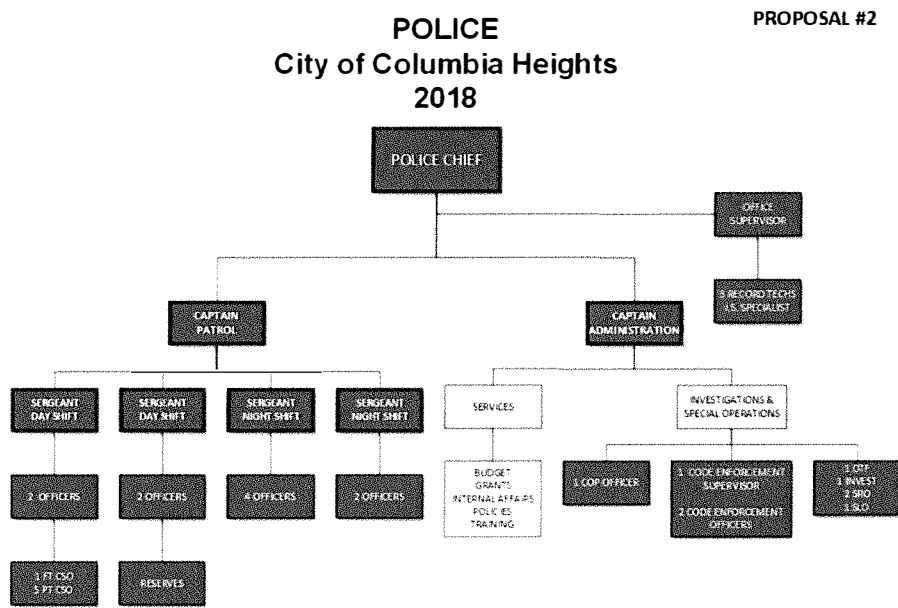 PROPOSAL #2
POLICE
City of Columbia Heights
2018
POLICE CHIEF
OFFICE
SUPERVISOR
3 RECORD TECHS
I.S. SPECIALIST
CAPTAIN
PATROL
CAPTAIN
ADMINISTRATION
SERGEANT
DAY SHIFT
SERGEANT
DAY SHIFT
SERGEANT
NIGHT SHIFT
SERGEANT
NIGHT SHIFT
SERVICES
INVESTIGATIONS &
SPECIAL OPERATIONS
2 OFFICERS
2 OFFICERS
4 OFFICERS
2 OFFICERS
BUDGET
GRANTS
INTERNAL AFFAIRS
POLICIES
TRAINING
1 COP OFFICER
1 CODE ENFORCEMENT
SUPERVISOR
2 CODE ENFORCEMENT
OFFICERS
1 INVEST
2 SRO
1 SLO
1 FT CSO
5 PT CSO
RESERVES